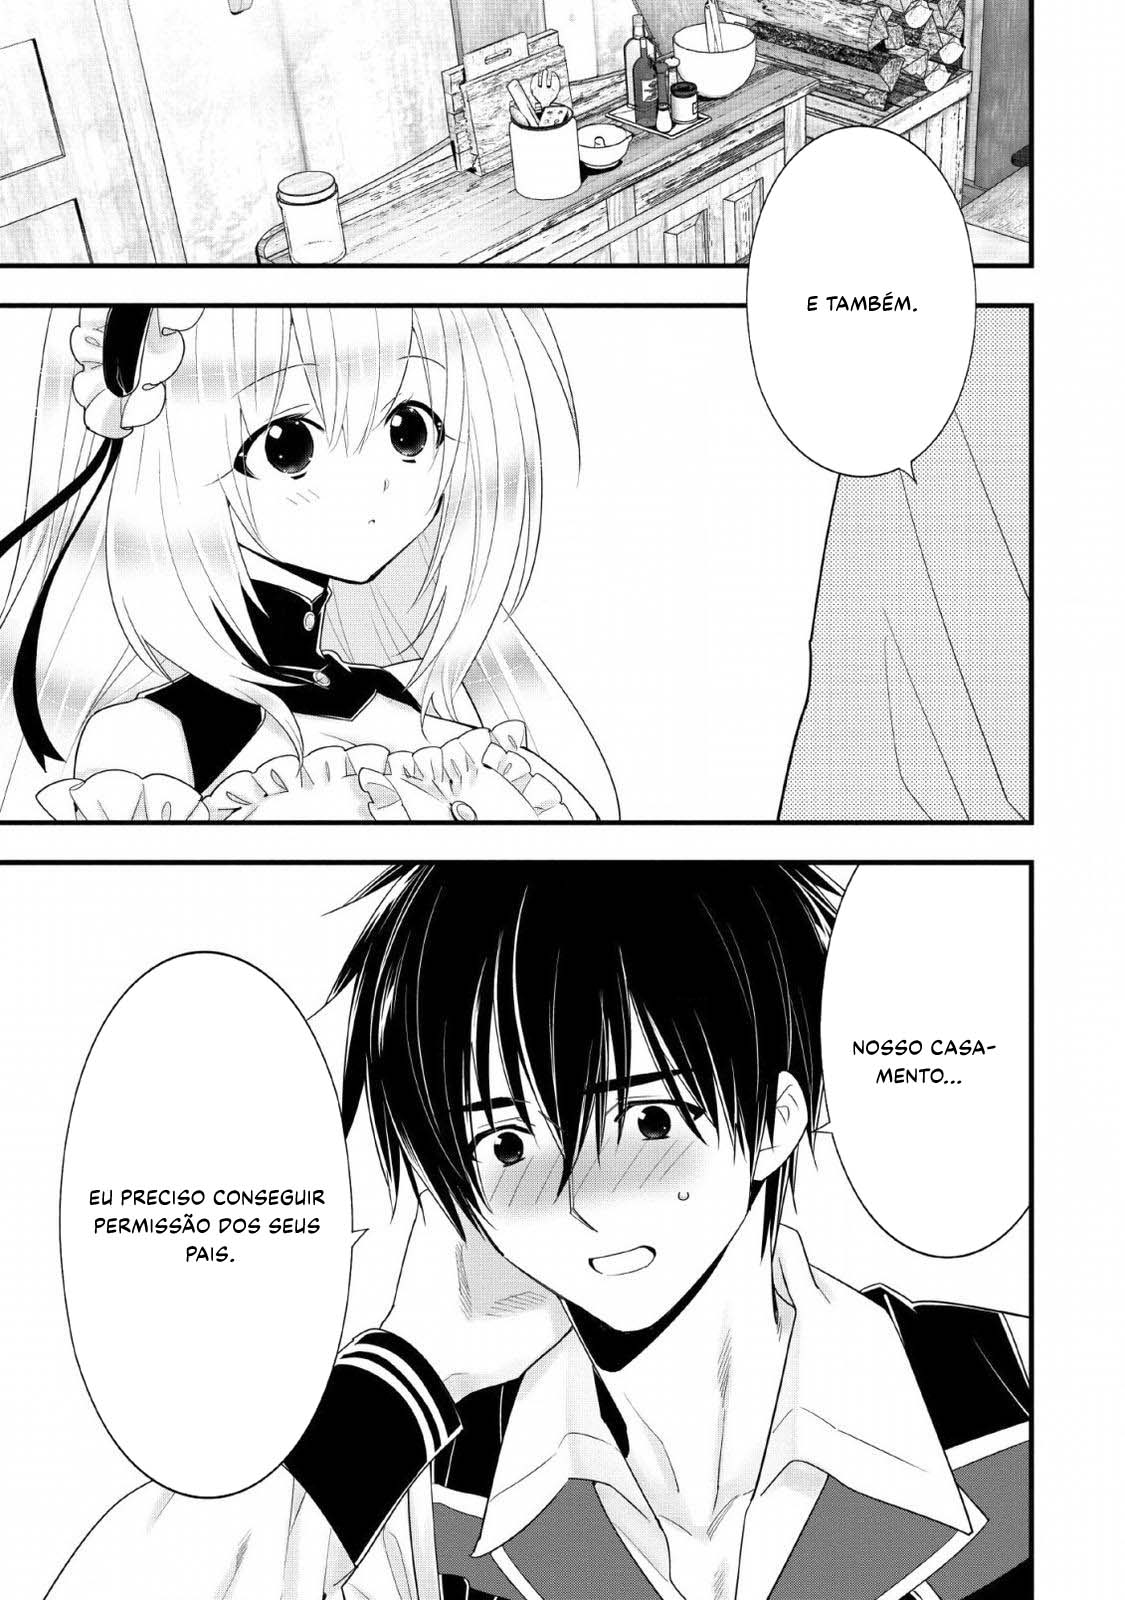 E TAMBÉM.
NOSSO CASA-
MENTO...
EU PRECISO CONSEGUIR
PERMISSÃO DOS SEUS
PAIS.